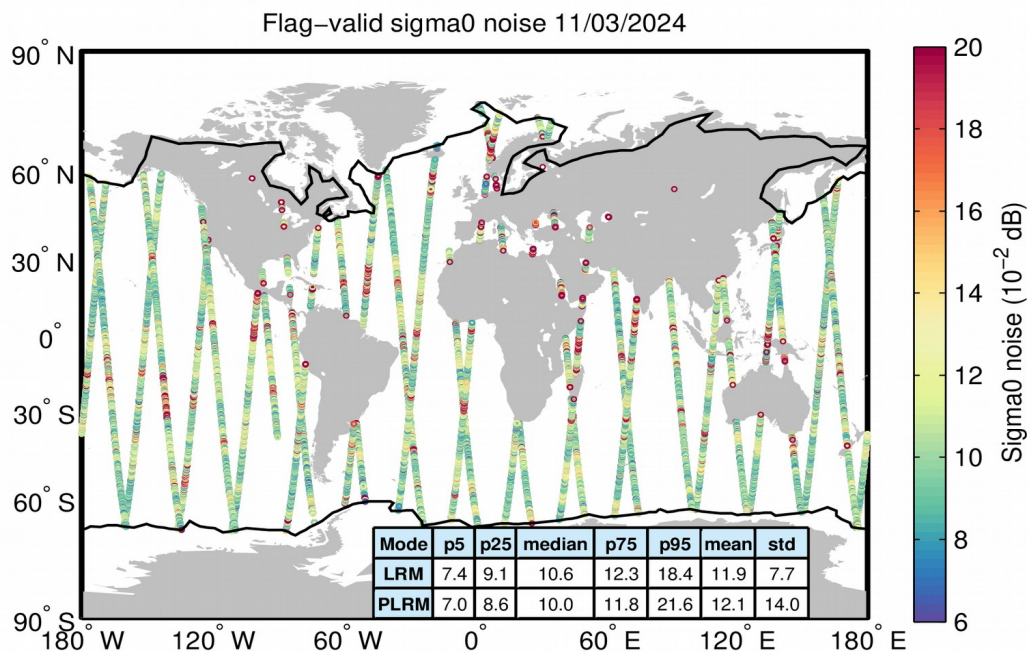 Flag−valid sigma0 noise 11/03/2024
90° N
60° N
30° N
0°
30° S
60° S
90° S
180° W
120° W
60° W
0°
60° E
120° E
180° E
Mode p5 p25 median p75 p95 mean std
LRM 7.4 9.1 10.6 12.3 18.4 11.9 7.7
PLRM 7.0 8.6 10.0 11.8 21.6 12.1 14.0
20
18
16
14
12
10
8
6
Sigma0 noise (10⁻² dB)